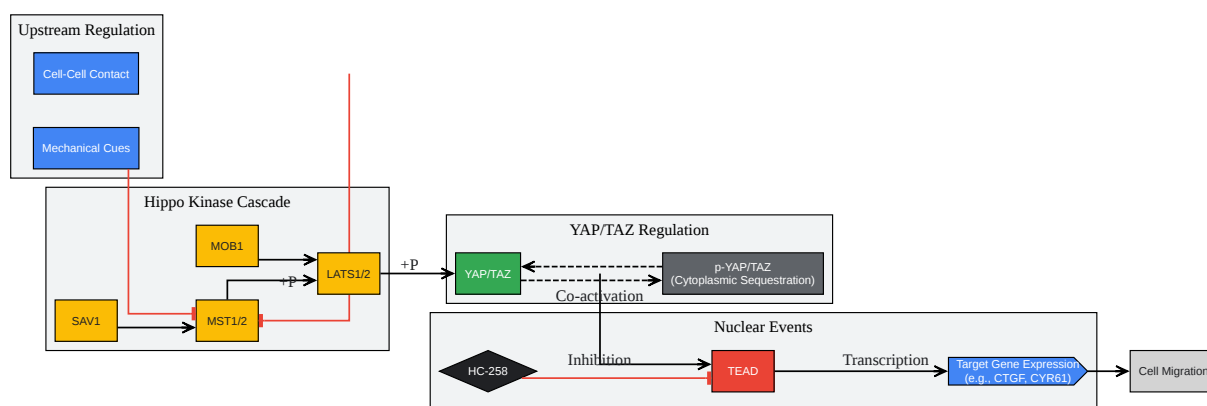 Upstream Regulation
Cell-Cell Contact
Mechanical Cues
Hippo Kinase Cascade
MOB1
LATS1/2
+P
SAV1
MST1/2
+P
YAP/TAZ Regulation
YAP/TAZ
p-YAP/TAZ
(Cytoplasmic Sequestration)
Co-activation
Nuclear Events
HC-258
Inhibition
TEAD
Transcription
Target Gene Expression
(e.g., CTGF, CYR61)
Cell Migration